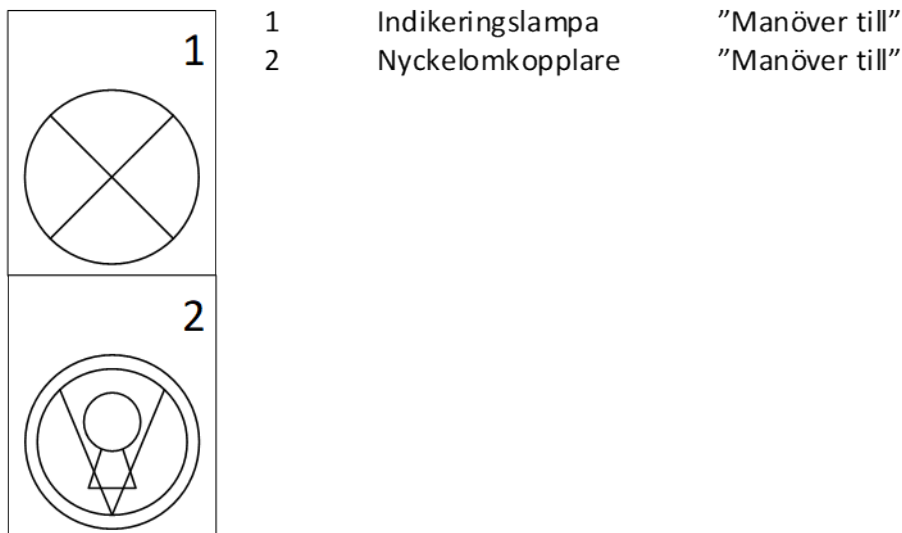 1 1 Indikeringslampa ”Manöver till”
2 Nyckelomkopplare ”Manöver till”
2